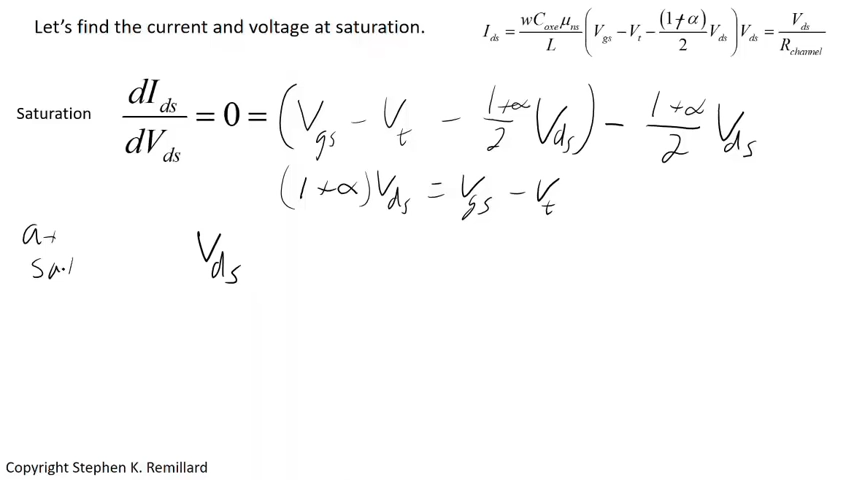 Let's find the current and voltage at saturation.
I_ds = wC_oxe μ_ns / L (V_gs − V_t − (1+α)/2 V_ds) V_ds = V_ds / R_channel
Saturation dI_ds/dV_ds = 0 = (V_gs − V_t − 1+α/2 V_ds) − 1+α/2 V_ds
(1+α)V_ds = V_gs − V_t
at V_ds
sat
Copyright Stephen K. Remillard